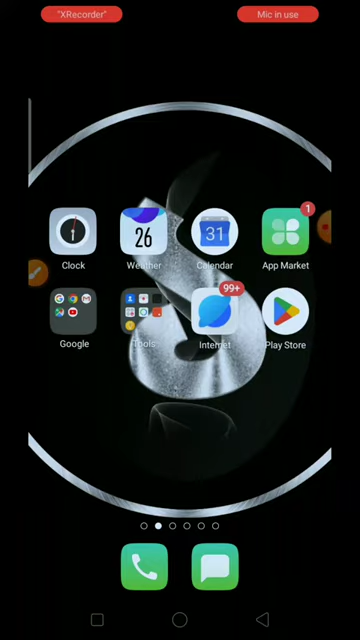 "XRecorder"
Mic in use
26
31
1
Clock
Weather
Calendar
App Market
99+
Google
Tools
Internet
Play Store